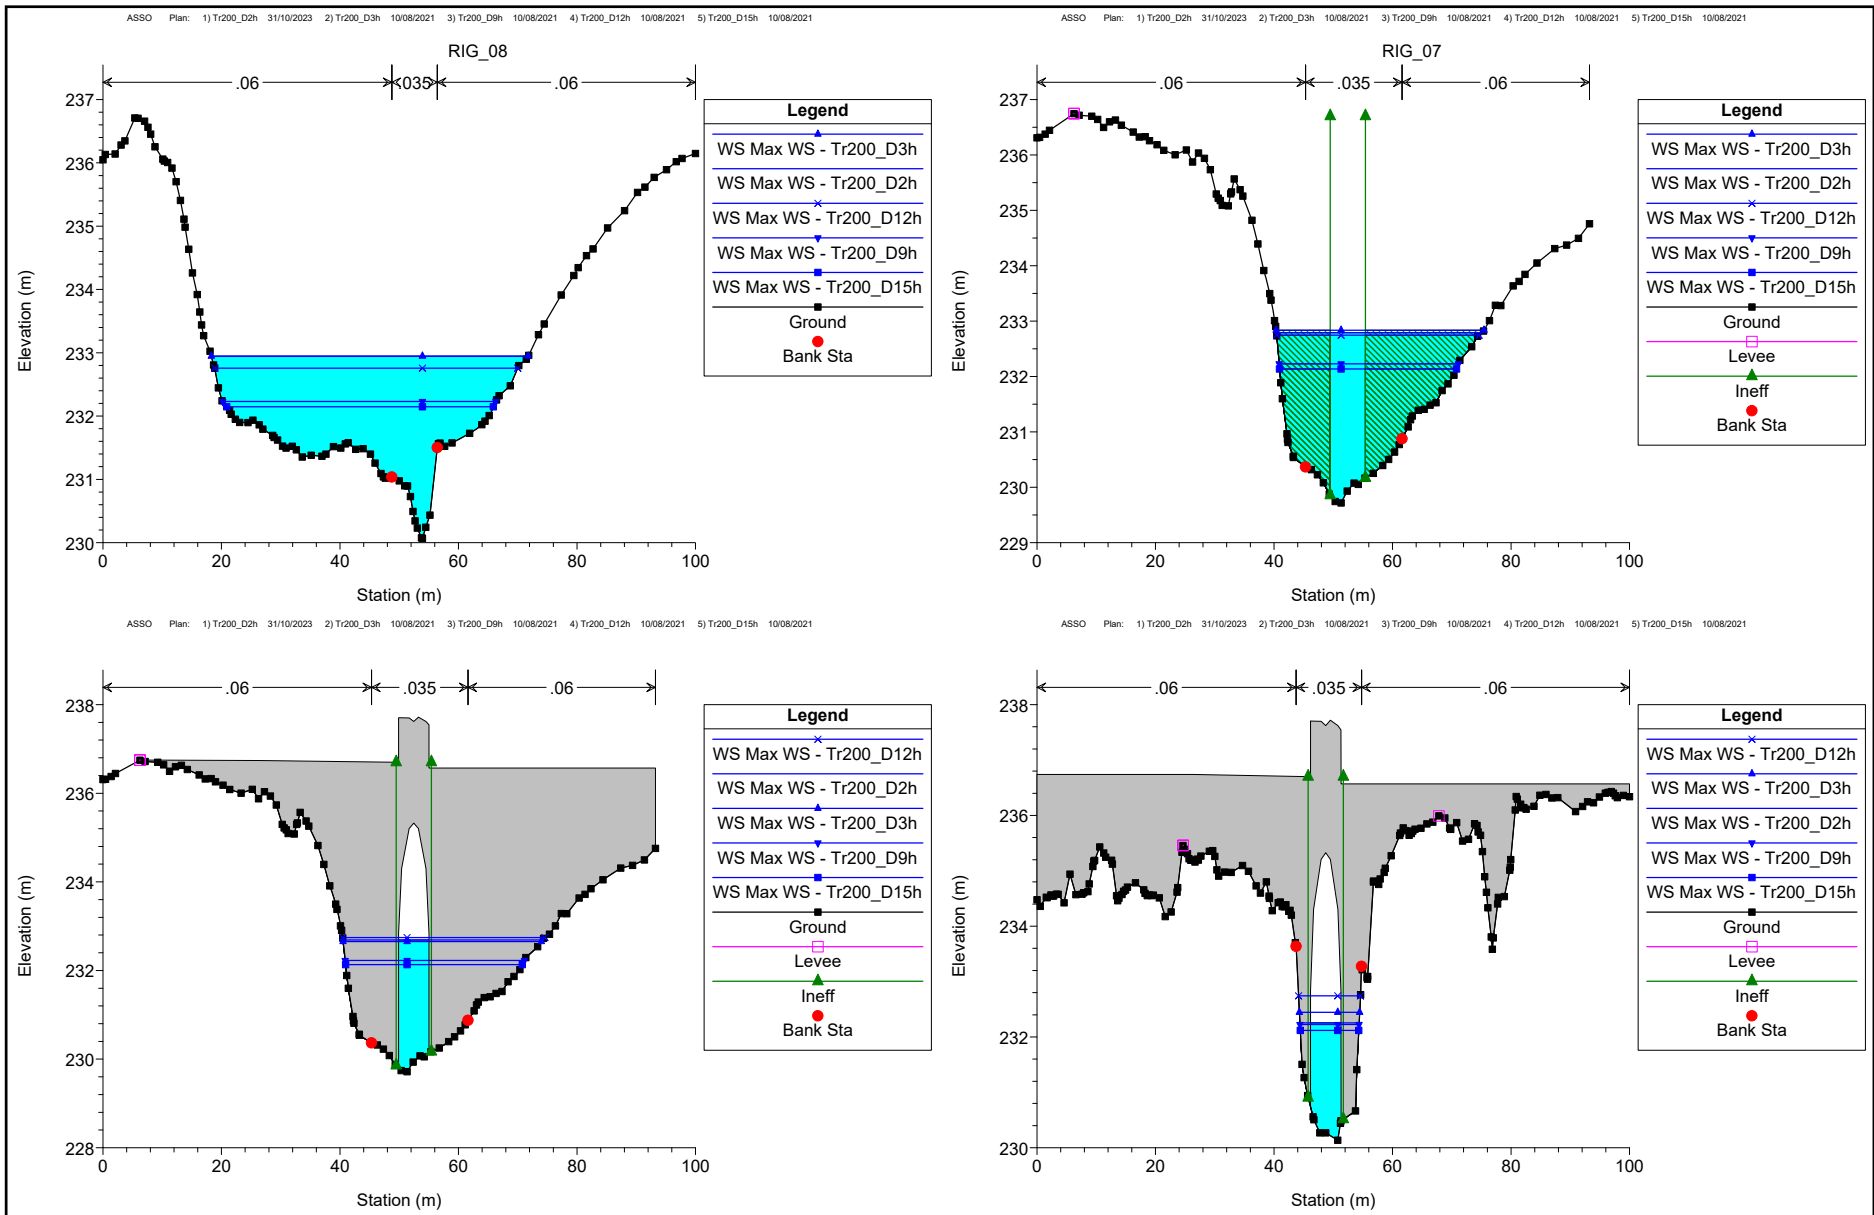 ASSO Plan: 1) Tr200_D2h 31/10/2023 2) Tr200_D3h 10/08/2021 3) Tr200_D9h 10/08/2021 4) Tr200_D12h 10/08/2021 5) Tr200_D15h 10/08/2021
RIG_08
.06 .035 .06
237
236
235
234
233
232
231
230
Elevation (m)
0 20 40 60 80 100
Station (m)
Legend
WS Max WS - Tr200_D3h
WS Max WS - Tr200_D2h
WS Max WS - Tr200_D12h
WS Max WS - Tr200_D9h
WS Max WS - Tr200_D15h
Ground
Bank Sta
ASSO Plan: 1) Tr200_D2h 31/10/2023 2) Tr200_D3h 10/08/2021 3) Tr200_D9h 10/08/2021 4) Tr200_D12h 10/08/2021 5) Tr200_D15h 10/08/2021
RIG_07
.06 .035 .06
237
236
235
234
233
232
231
230
229
Elevation (m)
0 20 40 60 80 100
Station (m)
Legend
WS Max WS - Tr200_D3h
WS Max WS - Tr200_D2h
WS Max WS - Tr200_D12h
WS Max WS - Tr200_D9h
WS Max WS - Tr200_D15h
Ground
Levee
Ineff
Bank Sta
ASSO Plan: 1) Tr200_D2h 31/10/2023 2) Tr200_D3h 10/08/2021 3) Tr200_D9h 10/08/2021 4) Tr200_D12h 10/08/2021 5) Tr200_D15h 10/08/2021
.06 .035 .06
238
236
234
232
230
228
Elevation (m)
0 20 40 60 80 100
Station (m)
Legend
WS Max WS - Tr200_D12h
WS Max WS - Tr200_D2h
WS Max WS - Tr200_D3h
WS Max WS - Tr200_D9h
WS Max WS - Tr200_D15h
Ground
Levee
Ineff
Bank Sta
ASSO Plan: 1) Tr200_D2h 31/10/2023 2) Tr200_D3h 10/08/2021 3) Tr200_D9h 10/08/2021 4) Tr200_D12h 10/08/2021 5) Tr200_D15h 10/08/2021
.06 .035 .06
238
236
234
232
230
Elevation (m)
0 20 40 60 80 100
Station (m)
Legend
WS Max WS - Tr200_D12h
WS Max WS - Tr200_D3h
WS Max WS - Tr200_D2h
WS Max WS - Tr200_D9h
WS Max WS - Tr200_D15h
Ground
Levee
Ineff
Bank Sta